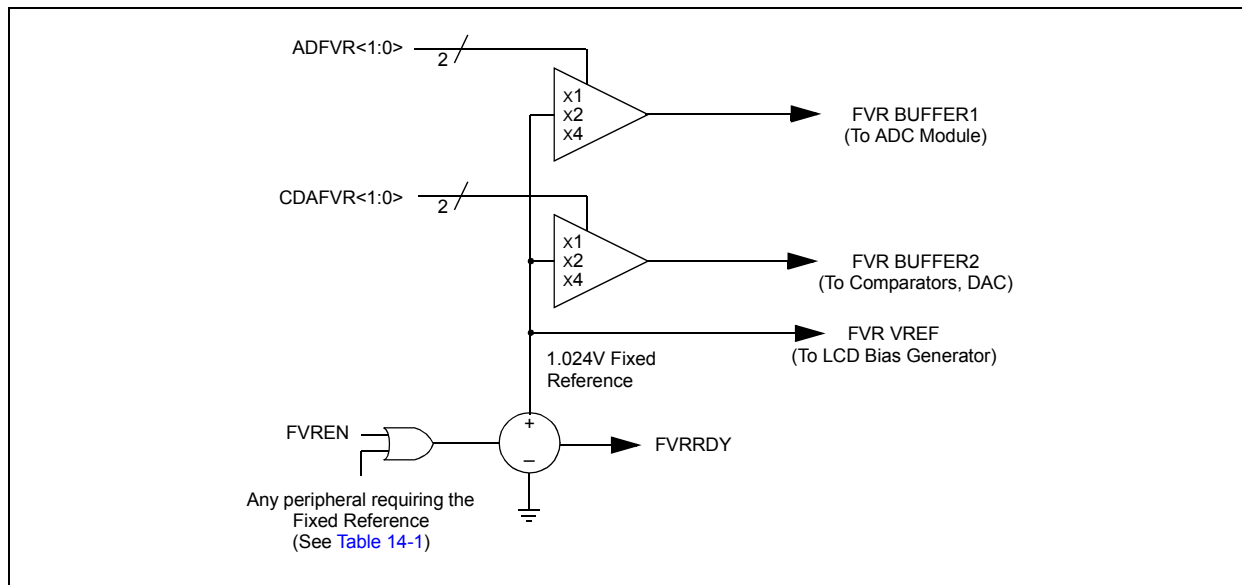 ADFVR<1:0>
2
X1
X2
X4
FVR BUFFER1
(To ADC Module)
CDAFVR<1:0>
2
X1
X2
X4
FVR BUFFER2
(To Comparators, DAC)
FVR VREF
(To LCD Bias Generator)
1.024V Fixed
Reference
FVREN
+
–
FVRRDY
Any peripheral requiring the
Fixed Reference
(See Table 14-1)